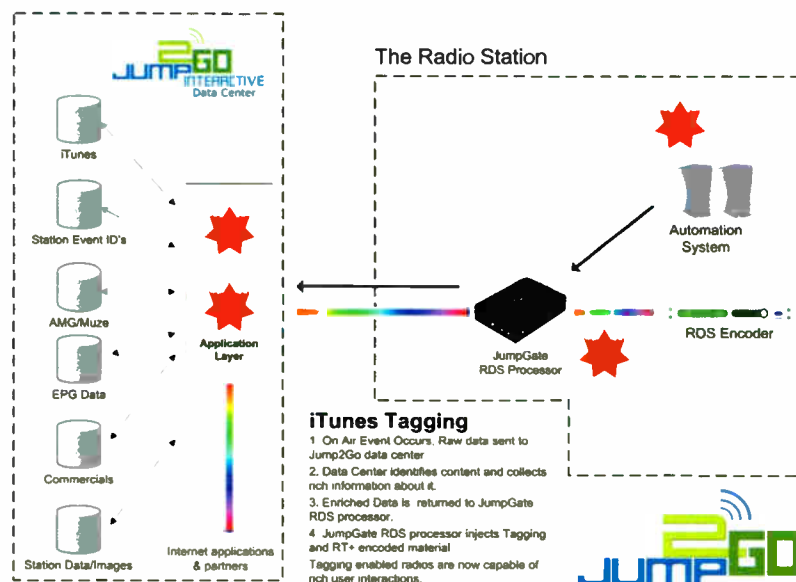 JUMP2GO
INTERACTIVE
Data Center
iTunes
Station Event ID's
AMG/Muze
EPG Data
Commercials
Station Data/Images
Application
Layer
Internet applications
& partners
The Radio Station
Automation
System
JumpGate
RDS Processor
RDS Encoder
iTunes Tagging
1 On Air Event Occurs. Raw data sent to
Jump2Go data center
2. Data Center identifies content and collects
rich information about it.
3. Enriched Data is returned to JumpGate
RDS processor.
4 JumpGate RDS processor injects Tagging
and RT+ encoded material
Tagging enabled radios are now capable of
rich user interactions.
JUMP2GO